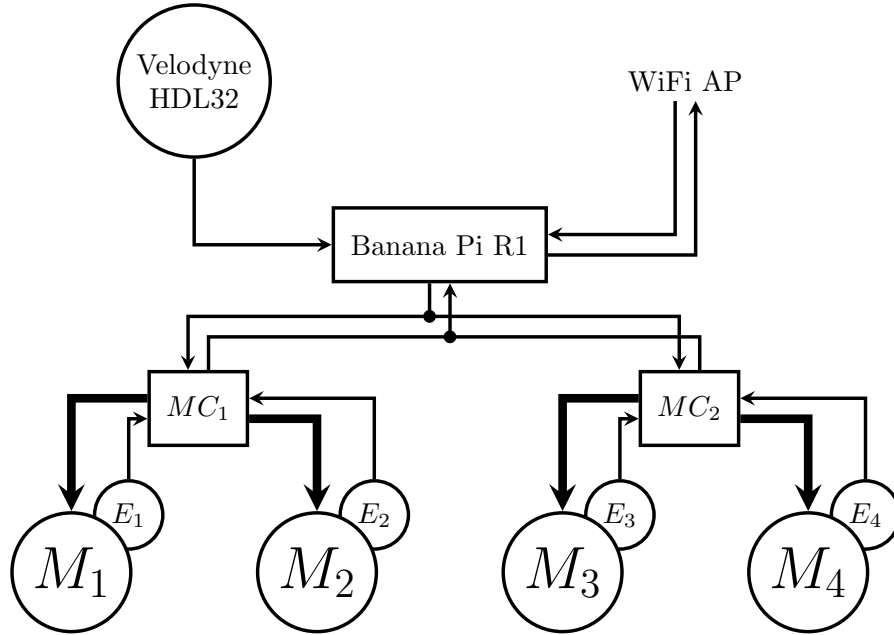 Velodyne
HDL32
WiFi AP
Banana Pi R1
MC₁
MC₂
E₁
E₂
E₃
E₄
M₁
M₂
M₃
M₄